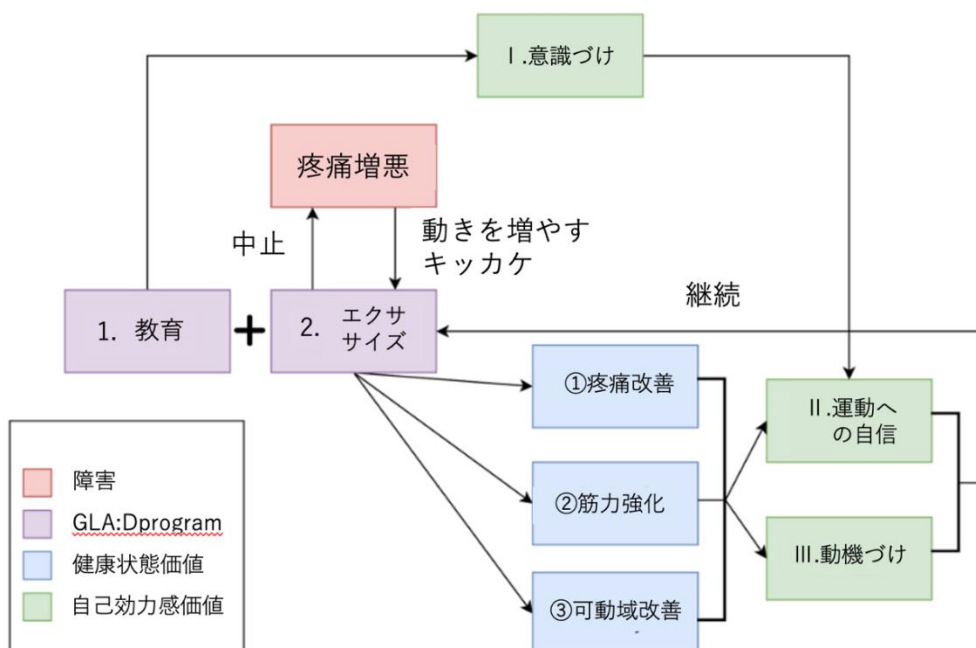 Ⅰ.意識づけ
疼痛増悪
中止
動きを増やす
キッカケ
継続
1. 教育
+
2. エクサ
サイズ
①疼痛改善
②筋力強化
③可動域改善
Ⅱ.運動へ
の自信
Ⅲ.動機づけ
障害
GLA:Dprogram
健康状態価値
自己効力感価値